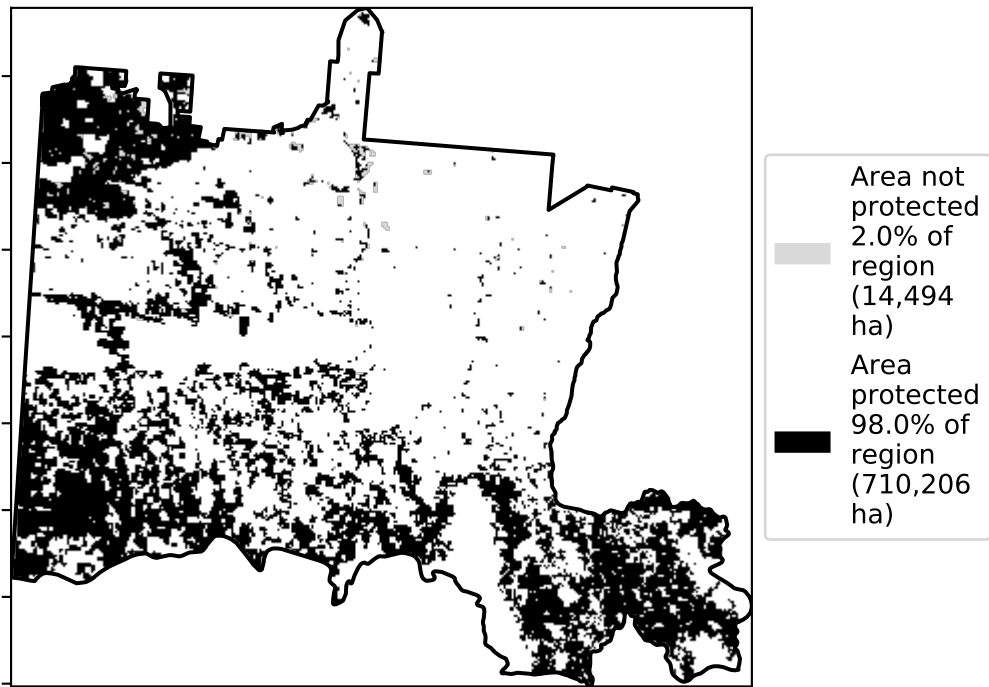 Area not
protected
2.0% of
region
(14,494
ha)
Area
protected
98.0% of
region
(710,206
ha)